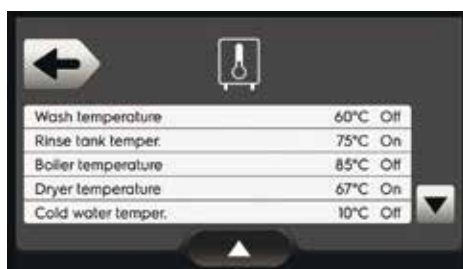 Wash temperature 60°C Off
Rinse tank temper. 75°C On
Boiler temperature 85°C Off
Dryer temperature 67°C On
Cold water temper. 10°C Off